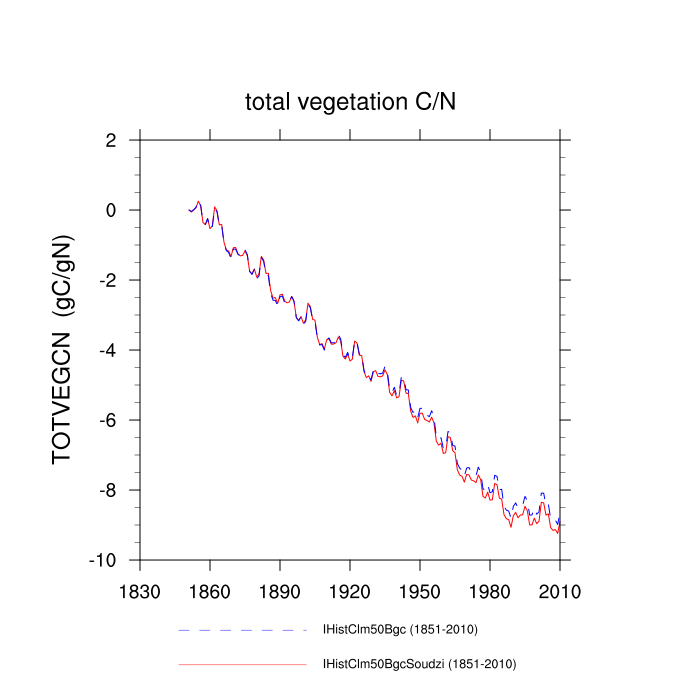 total vegetation C/N
TOTVEGCN (gC/gN)
2
0
-2
-4
-6
-8
-10
1830 1860 1890 1920 1950 1980 2010
IHistClm50Bgc (1851-2010)
IHistClm50BgcSoudzi (1851-2010)